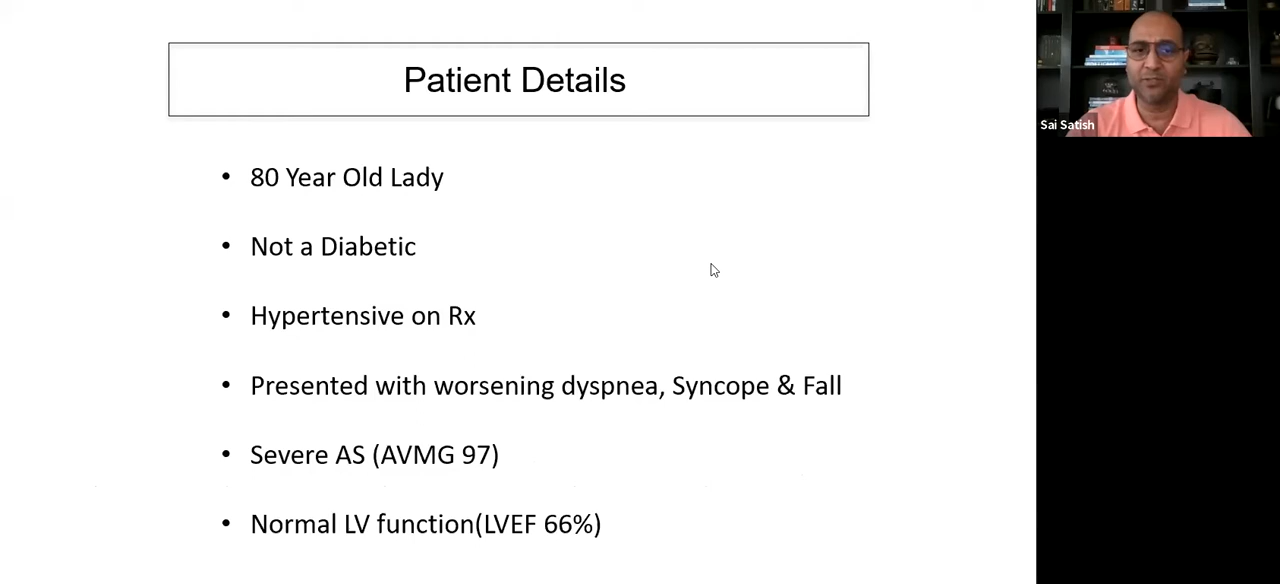 Patient Details
• 80 Year Old Lady
• Not a Diabetic
• Hypertensive on Rx
• Presented with worsening dyspnea, Syncope & Fall
• Severe AS (AVMG 97)
• Normal LV function(LVEF 66%)
Sai Satish